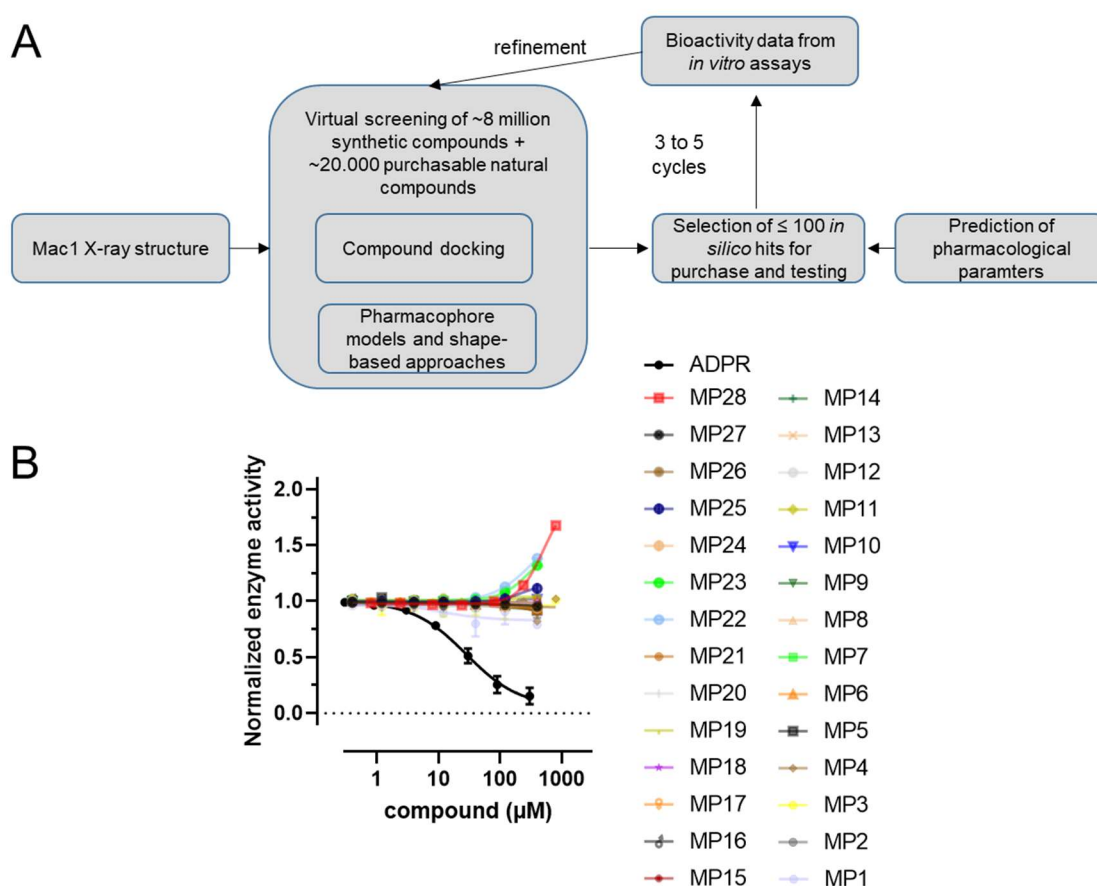 A
refinement
Bioactivity data from
in vitro assays
Virtual screening of ~8 million
synthetic compounds +
~20.000 purchasable natural
compounds
3 to 5
cycles
Mac1 X-ray structure
Compound docking
Selection of ≤ 100 in
silico hits for
purchase and testing
Prediction of
pharmacological
paramters
Pharmacophore
models and shape-
based approaches
B
Normalized enzyme activity
2.0
1.5
1.0
0.5
0.0
1
10
100
1000
compound (µM)
ADPR
MP28
MP27
MP26
MP25
MP24
MP23
MP22
MP21
MP20
MP19
MP18
MP17
MP16
MP15
MP14
MP13
MP12
MP11
MP10
MP9
MP8
MP7
MP6
MP5
MP4
MP3
MP2
MP1